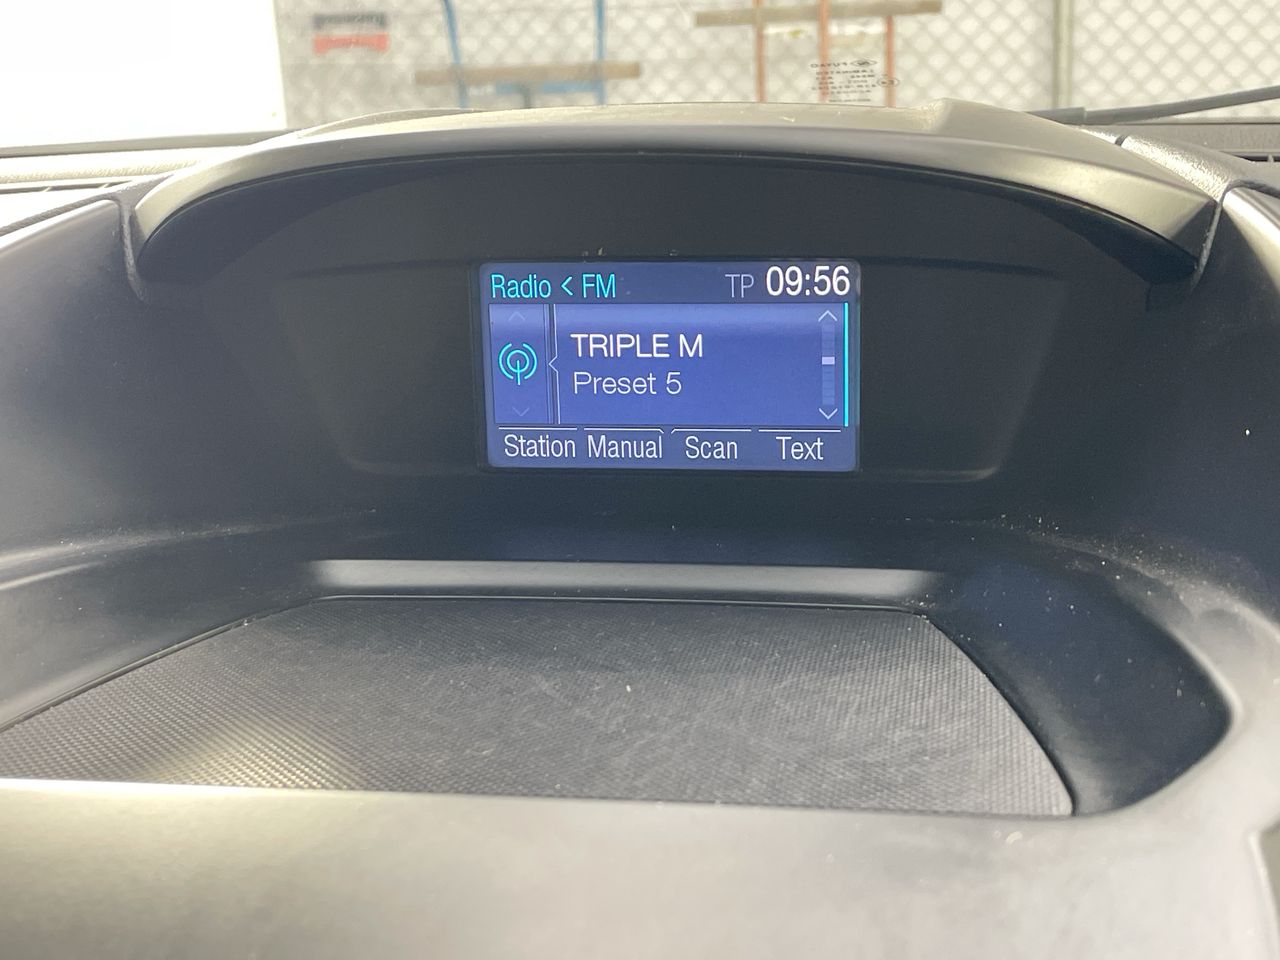 Radio < FM TP 09:56
TRIPLE M
Preset 5
Station Manual Scan Text